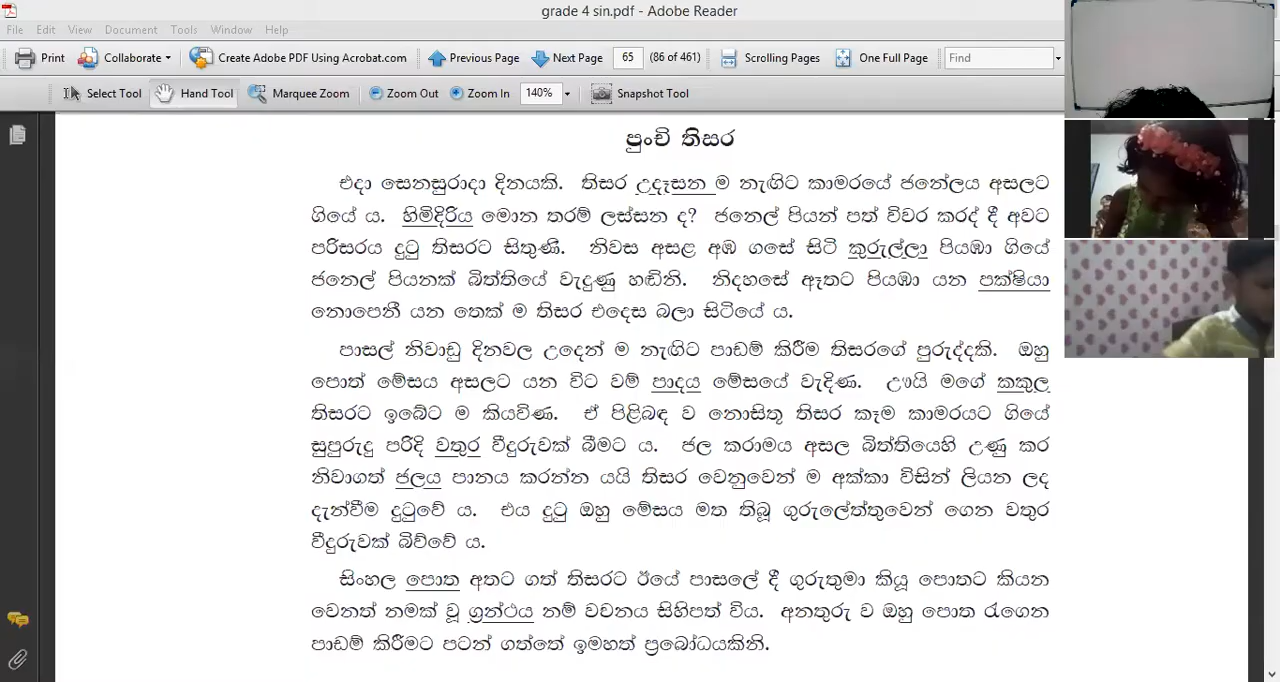 grade 4 sin.pdf - Adobe Reader
File Edit View Document Tools Window Help
Print Collaborate Create Adobe PDF Using Acrobat.com Previous Page Next Page 65 (86 of 461) Scrolling Pages One Full Page Find
Select Tool Hand Tool Marquee Zoom Zoom Out Zoom In 140% Snapshot Tool
පුංචි තිසර
එදා සෙනසුරාදා දිනයකි. තිසර උදෑසන ම නැඟිට කාමරයේ ජනේලය අසලට
ගියේ ය. හිමිදිරිය මොන තරම් ලස්සන ද? ජනෙල් පියන් පත් විවර කරද් දී අවට
පරිසරය දුටු තිසරට සිතුණි. නිවස අසළ අඹ ගසේ සිටි කුරුල්ලා පියඹා ගියේ
ජනෙල් පියනක් බිත්තියේ වැදුණු හඬිනි. නිදහසේ ඈතට පියඹා යන පක්ෂියා
නොපෙනී යන තෙක් ම තිසර එදෙස බලා සිටියේ ය.
පාසල් නිවාඩු දිනවල උදෙන් ම නැඟිට පාඩම් කිරීම තිසරගේ පුරුද්දකි. ඔහු
පොත් මේසය අසලට යන විට වම් පාදය මේසයේ වැදිණ. ඌයි මගේ කකුල
තිසරට ඉබේට ම කියවිණ. ඒ පිළිබඳ ව නොසිතූ තිසර කෑම කාමරයට ගියේ
සුපුරුදු පරිදි වතුර වීදුරුවක් බීමට ය. ජල කරාමය අසල බිත්තියෙහි උණු කර
නිවාගත් ජලය පානය කරන්න යයි තිසර වෙනුවෙන් ම අක්කා විසින් ලියන ලද
දැන්වීම දුටුවේ ය. එය දුටු ඔහු මේසය මත තිබූ ගුරුලේත්තුවෙන් ගෙන වතුර
වීදුරුවක් බිව්වේ ය.
සිංහල පොත අතට ගත් තිසරට ඊයේ පාසලේ දී ගුරුතුමා කියූ පොතට කියන
වෙනත් නමක් වූ ග්‍රන්ථය නම් වචනය සිහිපත් විය. අනතුරු ව ඔහු පොත රැගෙන
පාඩම් කිරීමට පටන් ගත්තේ ඉමහත් ප්‍රබෝධයකිනි.